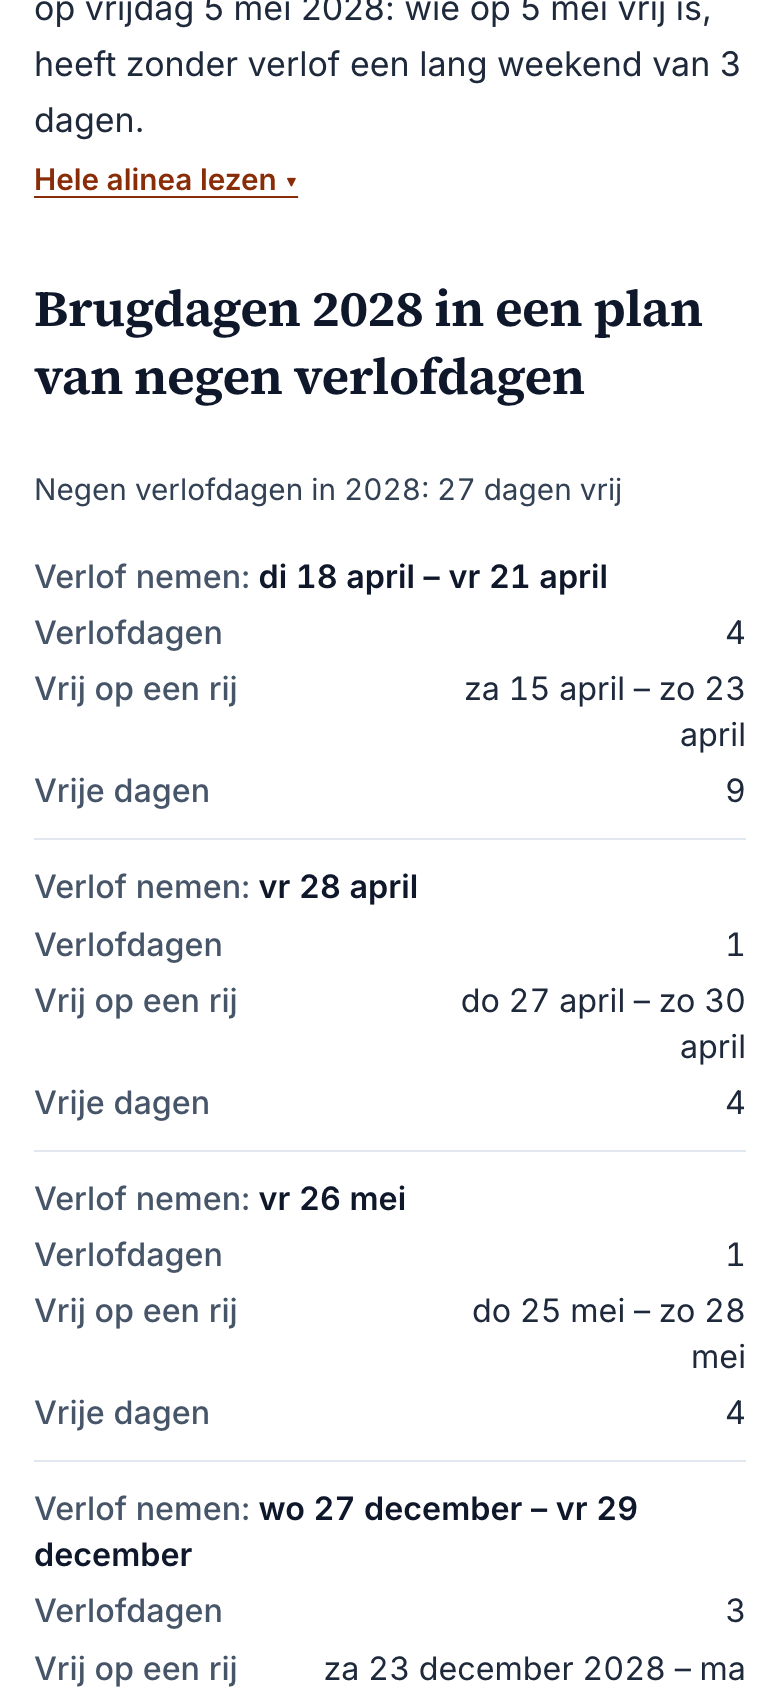 op vrijdag 5 mei 2028: wie op 5 mei vrij is,
heeft zonder verlof een lang weekend van 3
dagen.
Hele alinea lezen ▾
Brugdagen 2028 in een plan
van negen verlofdagen
Negen verlofdagen in 2028: 27 dagen vrij
Verlof nemen: di 18 april – vr 21 april
Verlofdagen 4
Vrij op een rij za 15 april – zo 23
april
Vrije dagen 9
Verlof nemen: vr 28 april
Verlofdagen 1
Vrij op een rij do 27 april – zo 30
april
Vrije dagen 4
Verlof nemen: vr 26 mei
Verlofdagen 1
Vrij op een rij do 25 mei – zo 28
mei
Vrije dagen 4
Verlof nemen: wo 27 december – vr 29
december
Verlofdagen 3
Vrij op een rij za 23 december 2028 – ma